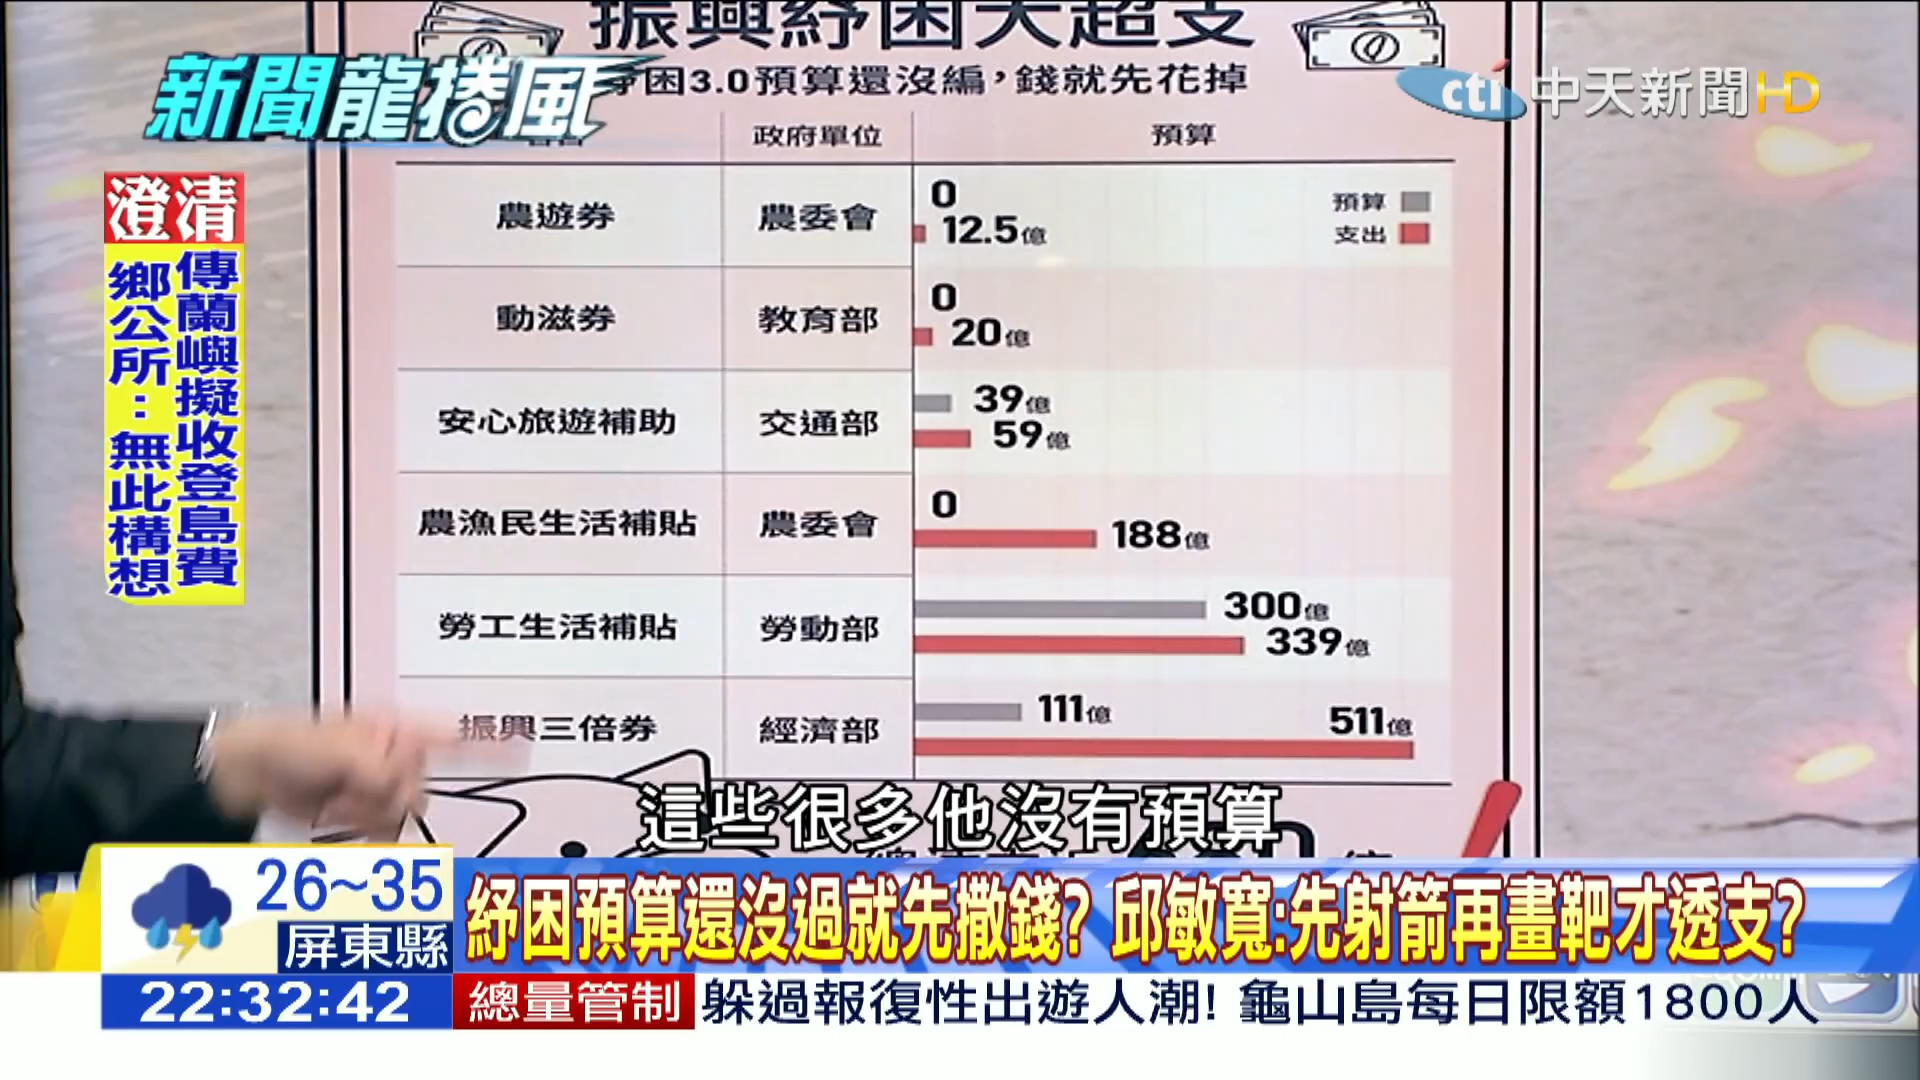 振興紓困大超支
紓困3.0預算還沒編,錢就先花掉
新聞龍捲風
cti 中天新聞HD
政府單位 預算
預算
支出
農遊券 農委會 0
12.5億
動滋券 教育部 0
20億
安心旅遊補助 交通部 39億
59億
農漁民生活補貼 農委會 0
188億
勞工生活補貼 勞動部 300億
339億
振興三倍券 經濟部 111億
511億
澄清
傳蘭嶼擬收登島費
鄉公所:無此構想
這些很多他沒有預算
26~35
屏東縣
紓困預算還沒過就先撒錢? 邱敏寬:先射箭再畫靶才透支?
22:32:42
總量管制 躲過報復性出遊人潮! 龜山島每日限額1800人